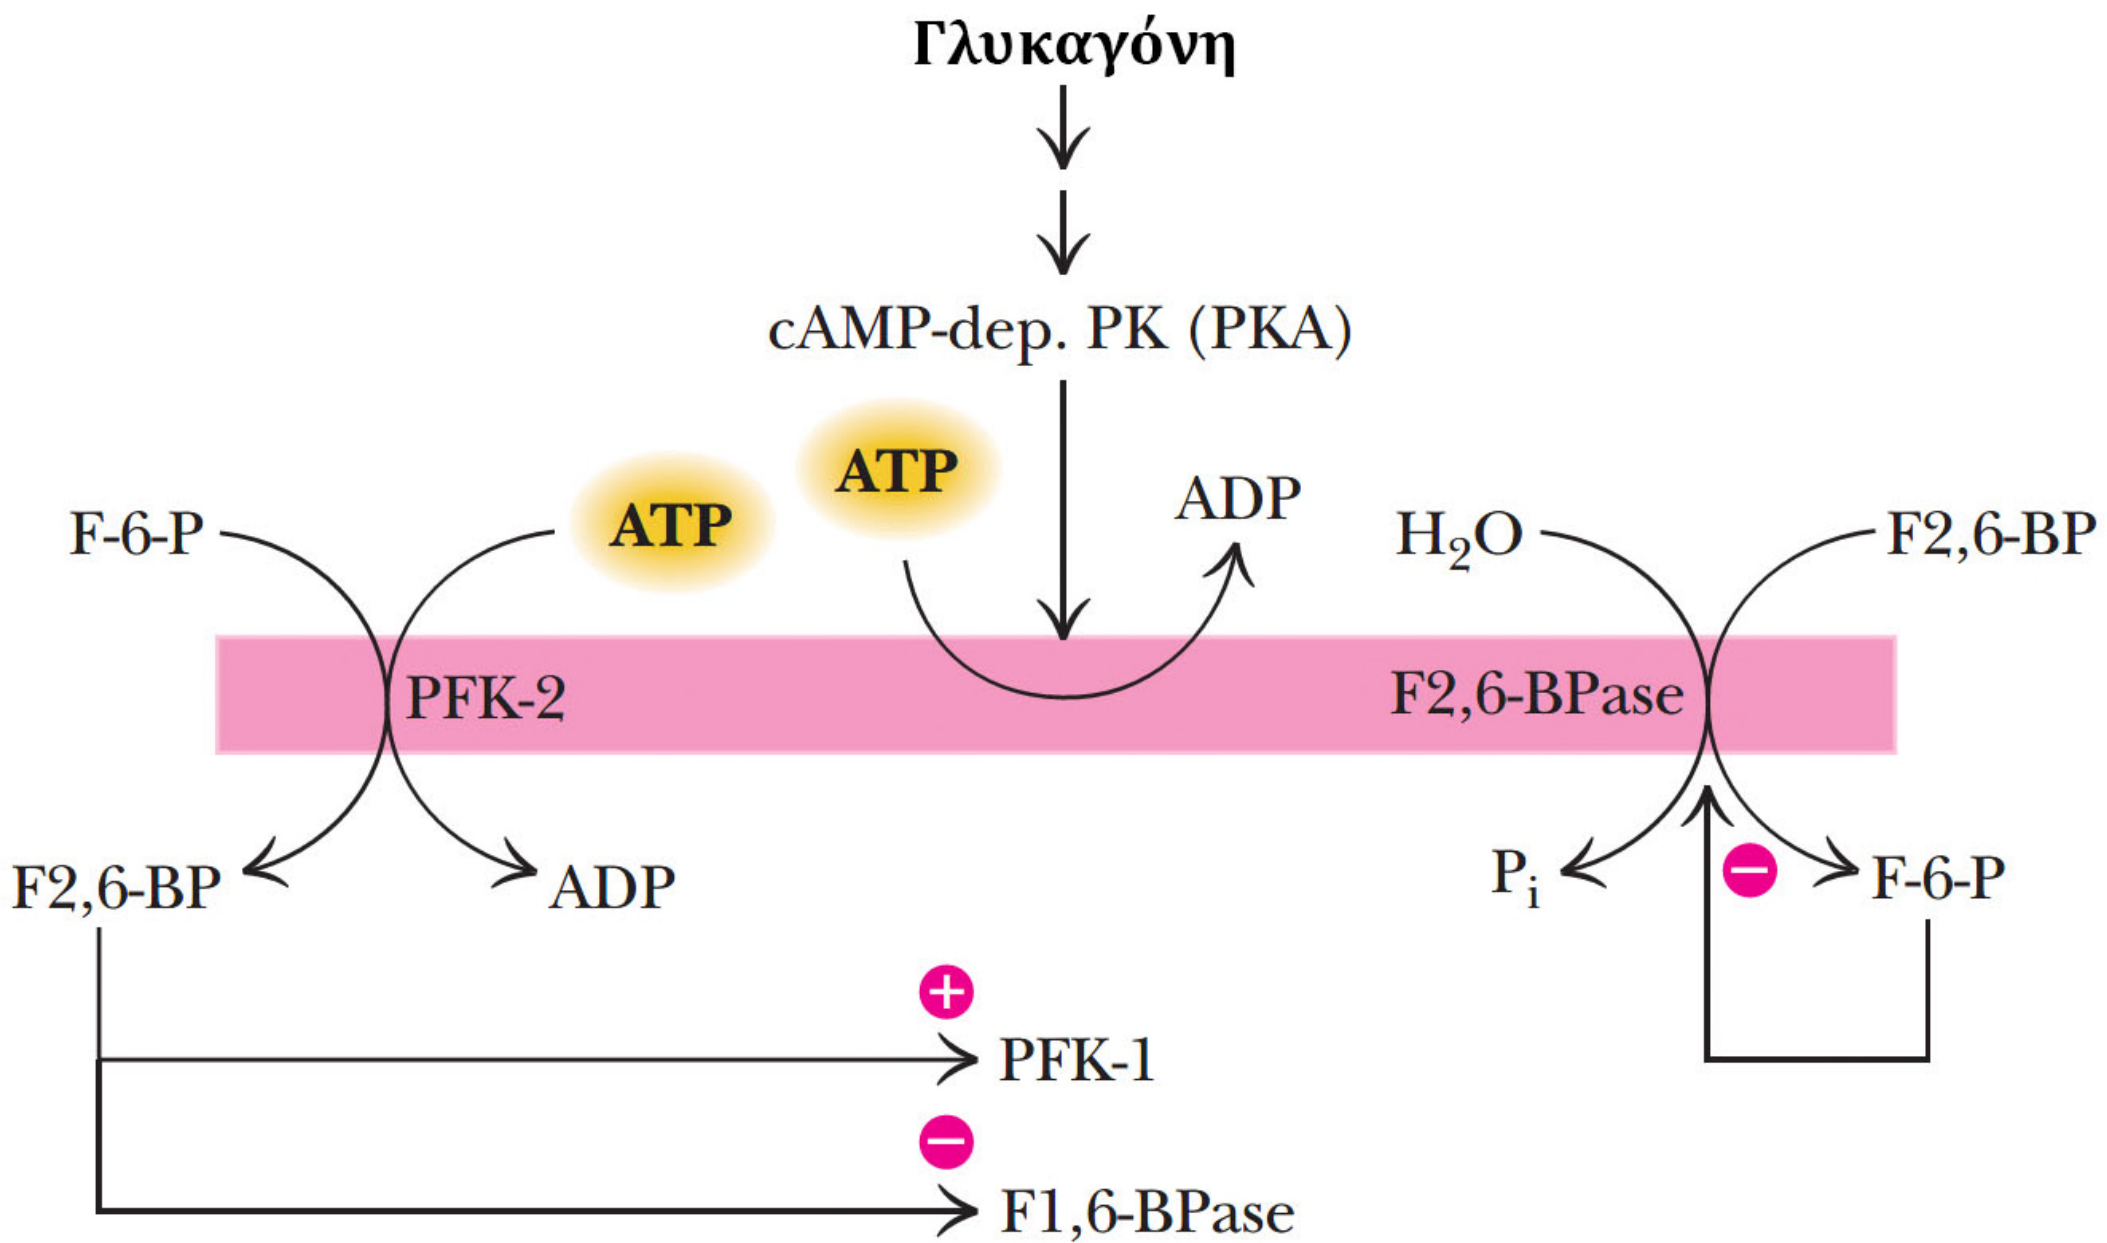 Γλυκαγόνη
cAMP-dep. PK (PKA)
ATP
ATP
ADP
F-6-P
H₂O
F2,6-BP
PFK-2
F2,6-BPase
F2,6-BP
ADP
Pᵢ
−
F-6-P
+
PFK-1
−
F1,6-BPase